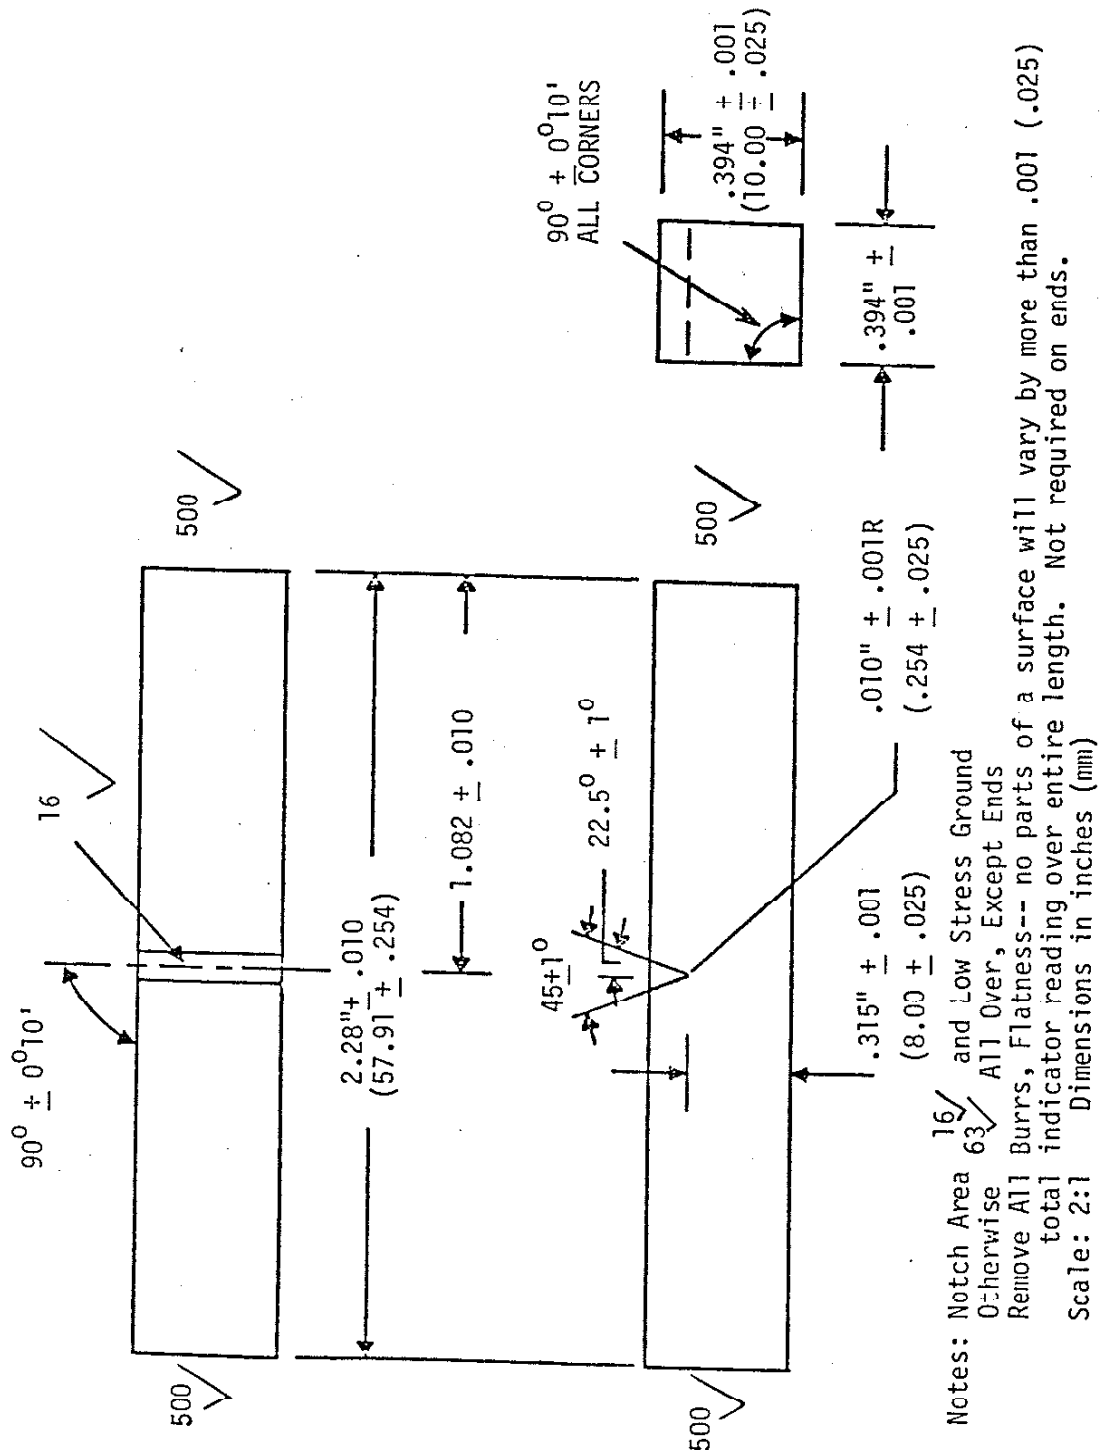 90° ± 0°10'
16
500
500
2.28" ± .010
(57.91 ± .254)
1.082 ± .010
90° ± 0°10'
ALL CORNERS
.394" ± .001
(10.00 ± .025)
45±1°
22.5° ± 1°
500
500
.394" ±
.001
.315" ± .001
(8.00 ± .025)
.010" ± .001R
(.254 ± .025)
Notes: Notch Area 16 and Low Stress Ground
Otherwise 63 All Over, Except Ends
Remove All Burrs, Flatness-- no parts of a surface will vary by more than .001 (.025)
total indicator reading over entire length. Not required on ends.
Scale: 2:1 Dimensions in inches (mm)